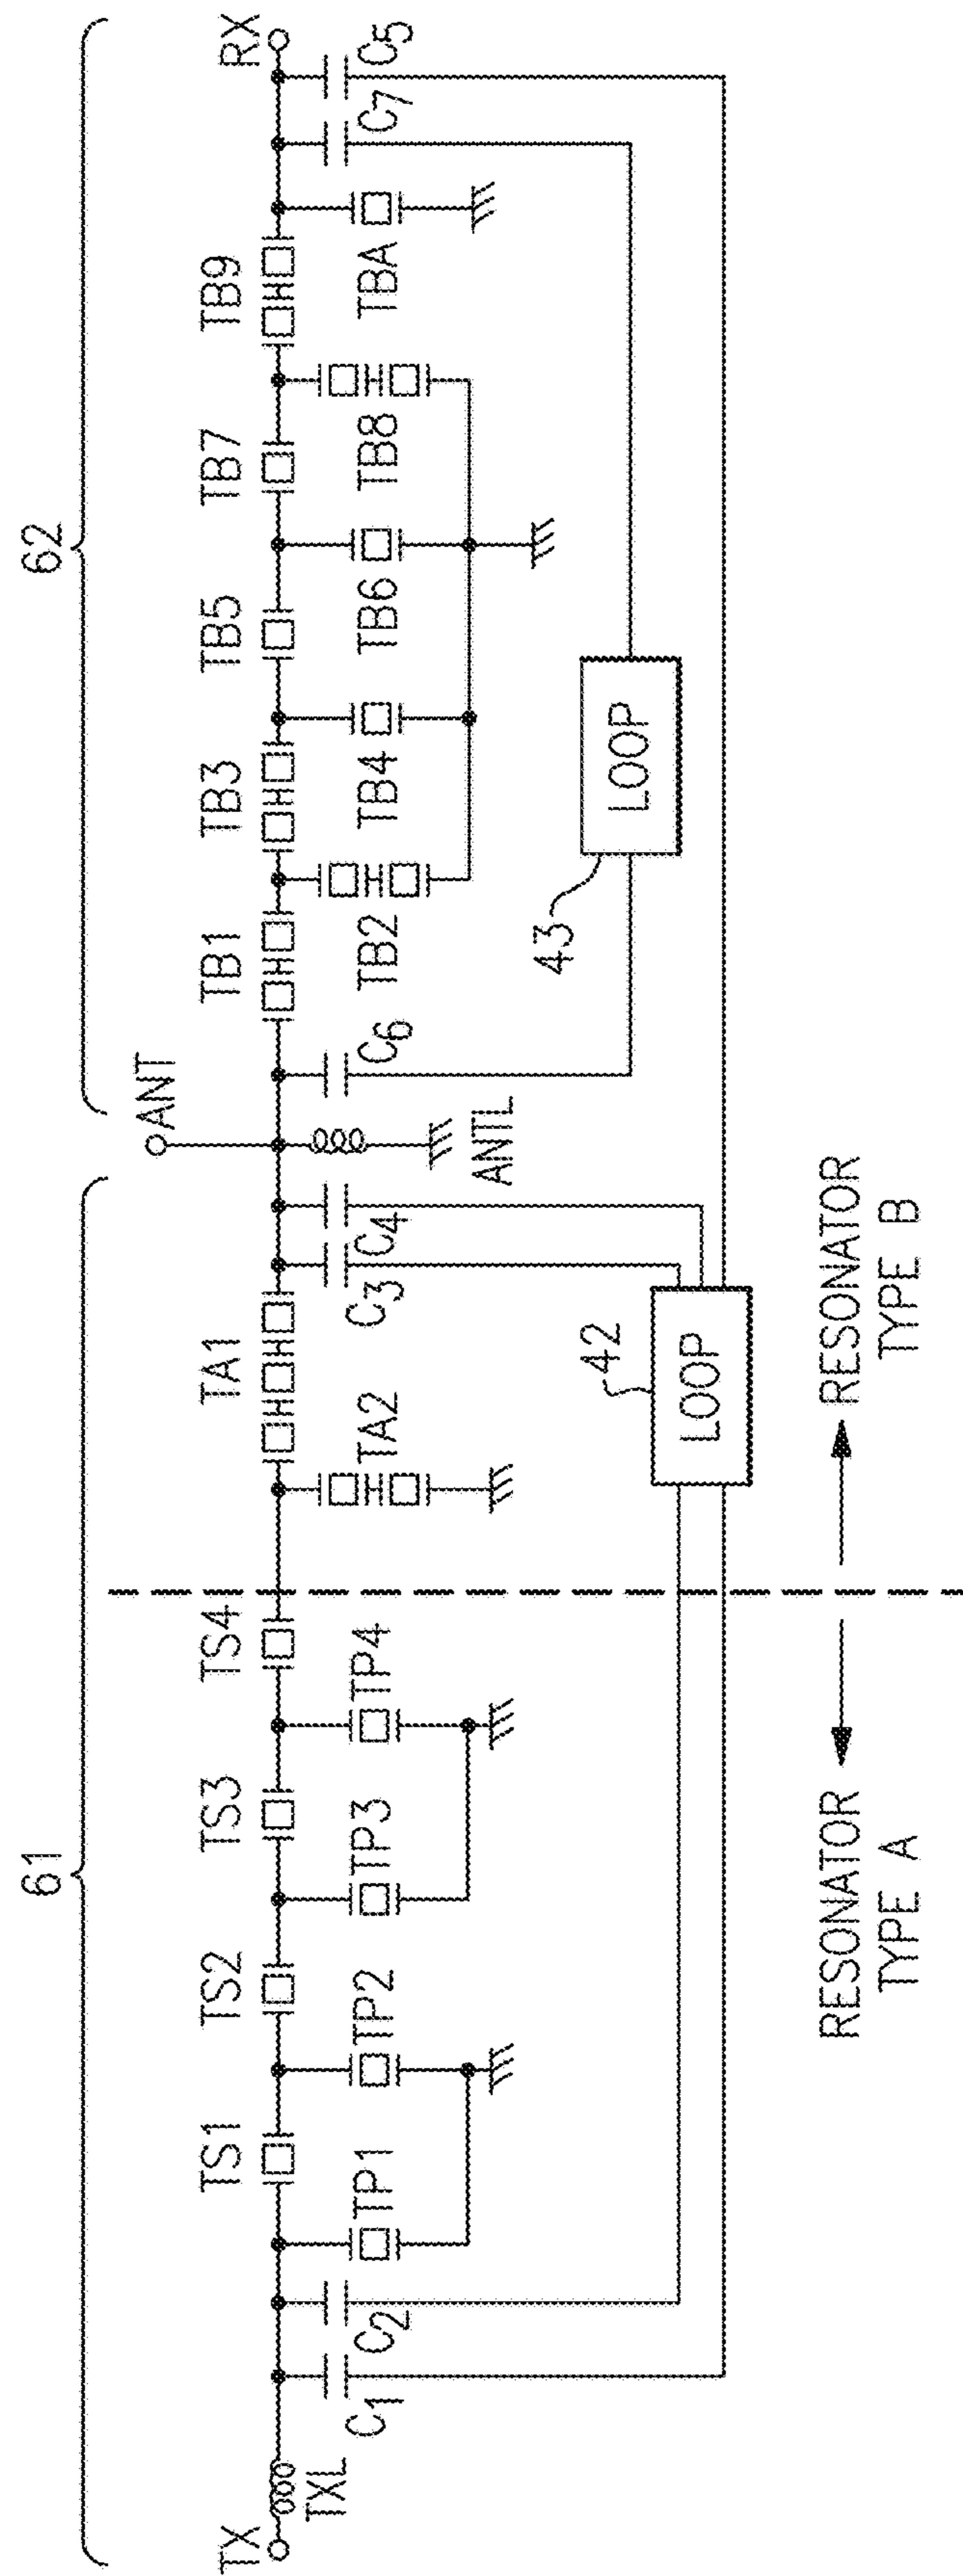 61
62
TX
TXL
TS1
TS2
TS3
TS4
TA1
ANT
TB1
TB3
TB5
TB7
TB9
RX
C1
C2
TP1
TP2
TP3
TP4
TA2
C3
C4
ANTL
C6
TB2
TB4
TB6
TB8
TBA
C7
C5
42
LOOP
43
LOOP
RESONATOR
TYPE A
RESONATOR
TYPE B